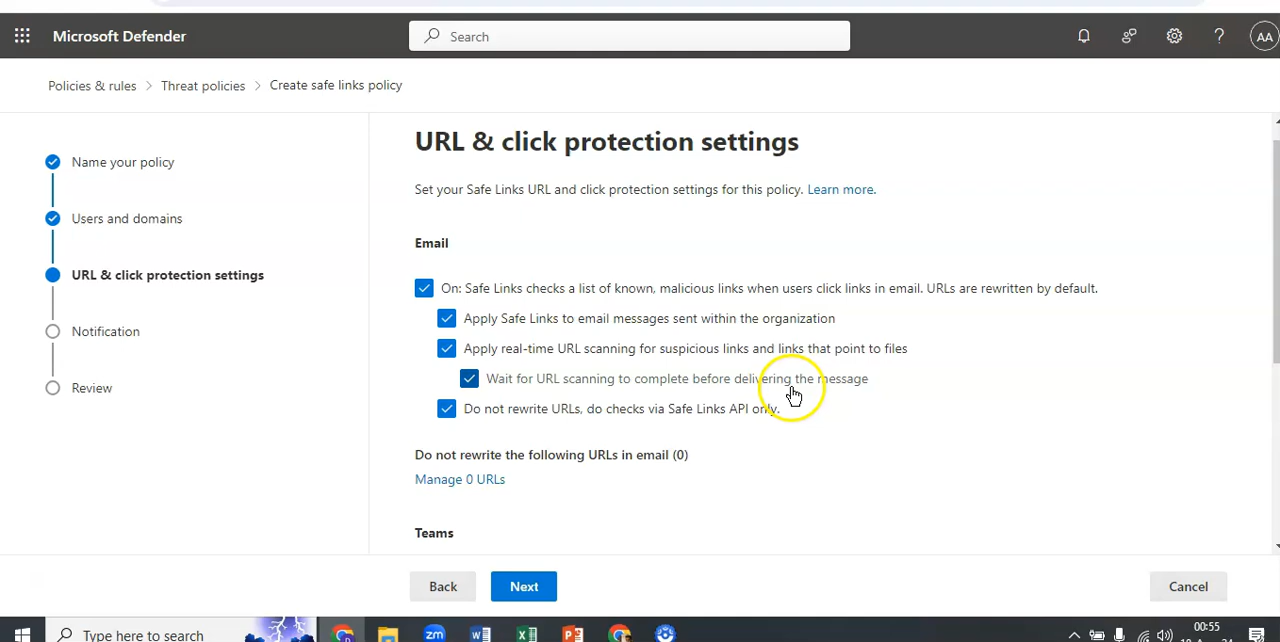 Microsoft Defender
Search
AA
Policies & rules > Threat policies > Create safe links policy
Name your policy
Users and domains
URL & click protection settings
Notification
Review
URL & click protection settings
Set your Safe Links URL and click protection settings for this policy. Learn more.
Email
On: Safe Links checks a list of known, malicious links when users click links in email. URLs are rewritten by default.
Apply Safe Links to email messages sent within the organization
Apply real-time URL scanning for suspicious links and links that point to files
Wait for URL scanning to complete before delivering the message
Do not rewrite URLs, do checks via Safe Links API only.
Do not rewrite the following URLs in email (0)
Manage 0 URLs
Teams
Back
Next
Cancel
Type here to search
zm
00:55